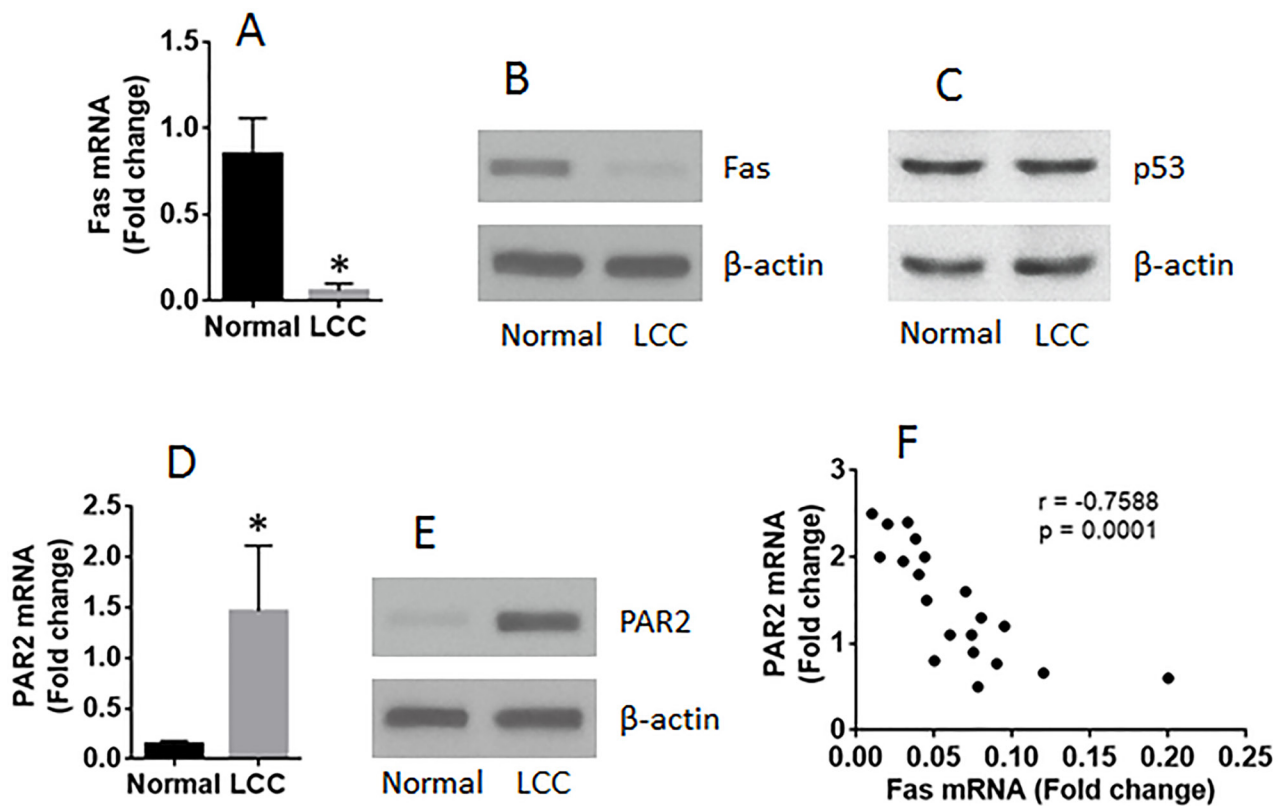 A
Fas mRNA
(Fold change)
1.5
1.0
0.5
0.0
*
Normal LCC
B
Fas
β-actin
Normal LCC
C
p53
β-actin
Normal LCC
D
PAR2 mRNA
(Fold change)
2.5
2.0
1.5
1.0
0.5
0.0
*
Normal LCC
E
PAR2
β-actin
Normal LCC
F
PAR2 mRNA
(Fold change)
3
2
1
0
r = -0.7588
p = 0.0001
0.00 0.05 0.10 0.15 0.20 0.25
Fas mRNA (Fold change)